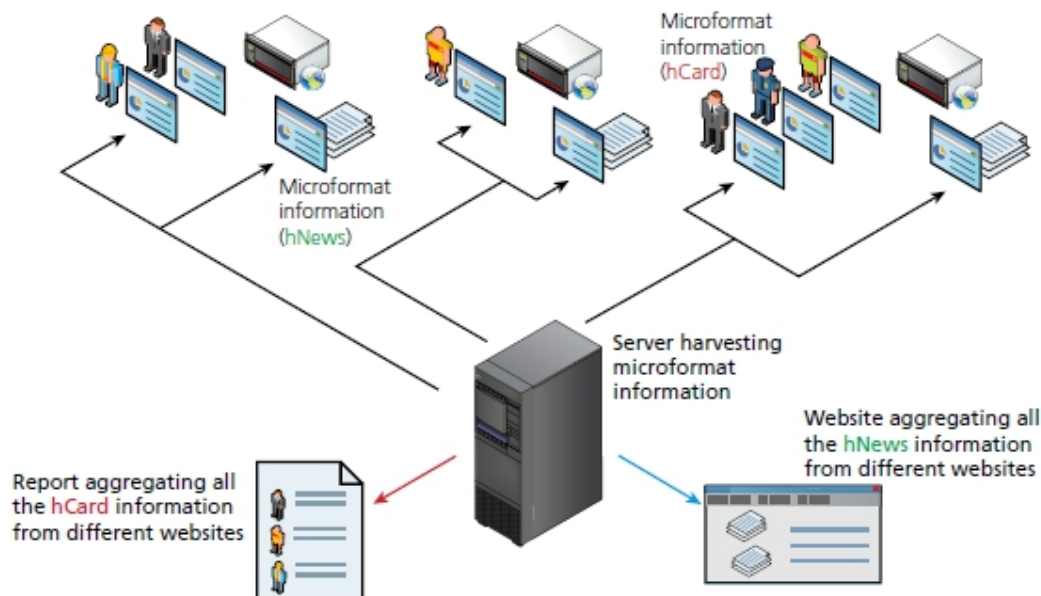 Microformat
information
(hCard)
Microformat
information
(hNews)
Server harvesting
microformat
information
Website aggregating all
the hNews information
from different websites
Report aggregating all
the hCard information
from different websites